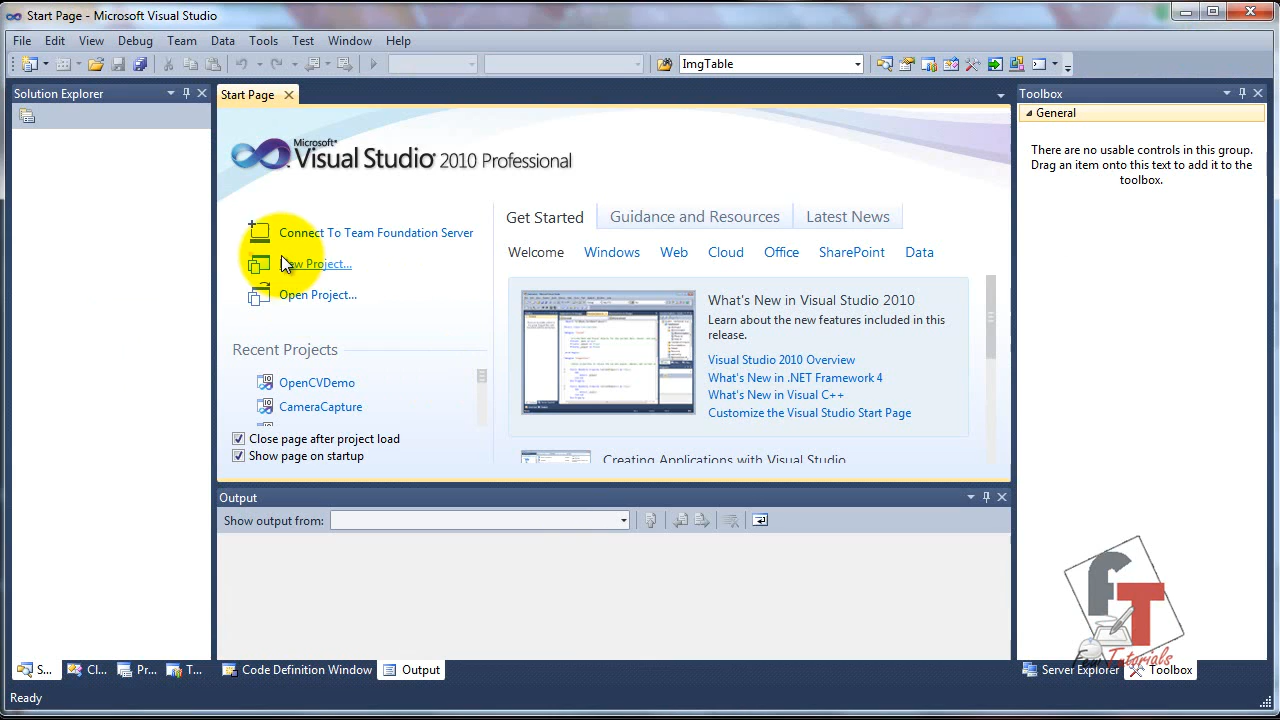 Start Page - Microsoft Visual Studio
File Edit View Debug Team Data Tools Test Window Help
ImgTable
Solution Explorer
Start Page
Microsoft®
Visual Studio® 2010 Professional
Connect To Team Foundation Server
New Project...
Open Project...
Recent Projects
OpenCVDemo
CameraCapture
Close page after project load
Show page on startup
Get Started Guidance and Resources Latest News
Welcome Windows Web Cloud Office SharePoint Data
What's New in Visual Studio 2010
Learn about the new features included in this
release.
Visual Studio 2010 Overview
What's New in .NET Framework 4
What's New in Visual C++
Customize the Visual Studio Start Page
Creating Applications with Visual Studio
Output
Show output from:
Toolbox
General
There are no usable controls in this group.
Drag an item onto this text to add it to the
toolbox.
FT
Few Tutorials
S... Cl... Pr... T... Code Definition Window Output Server Explorer Toolbox
Ready